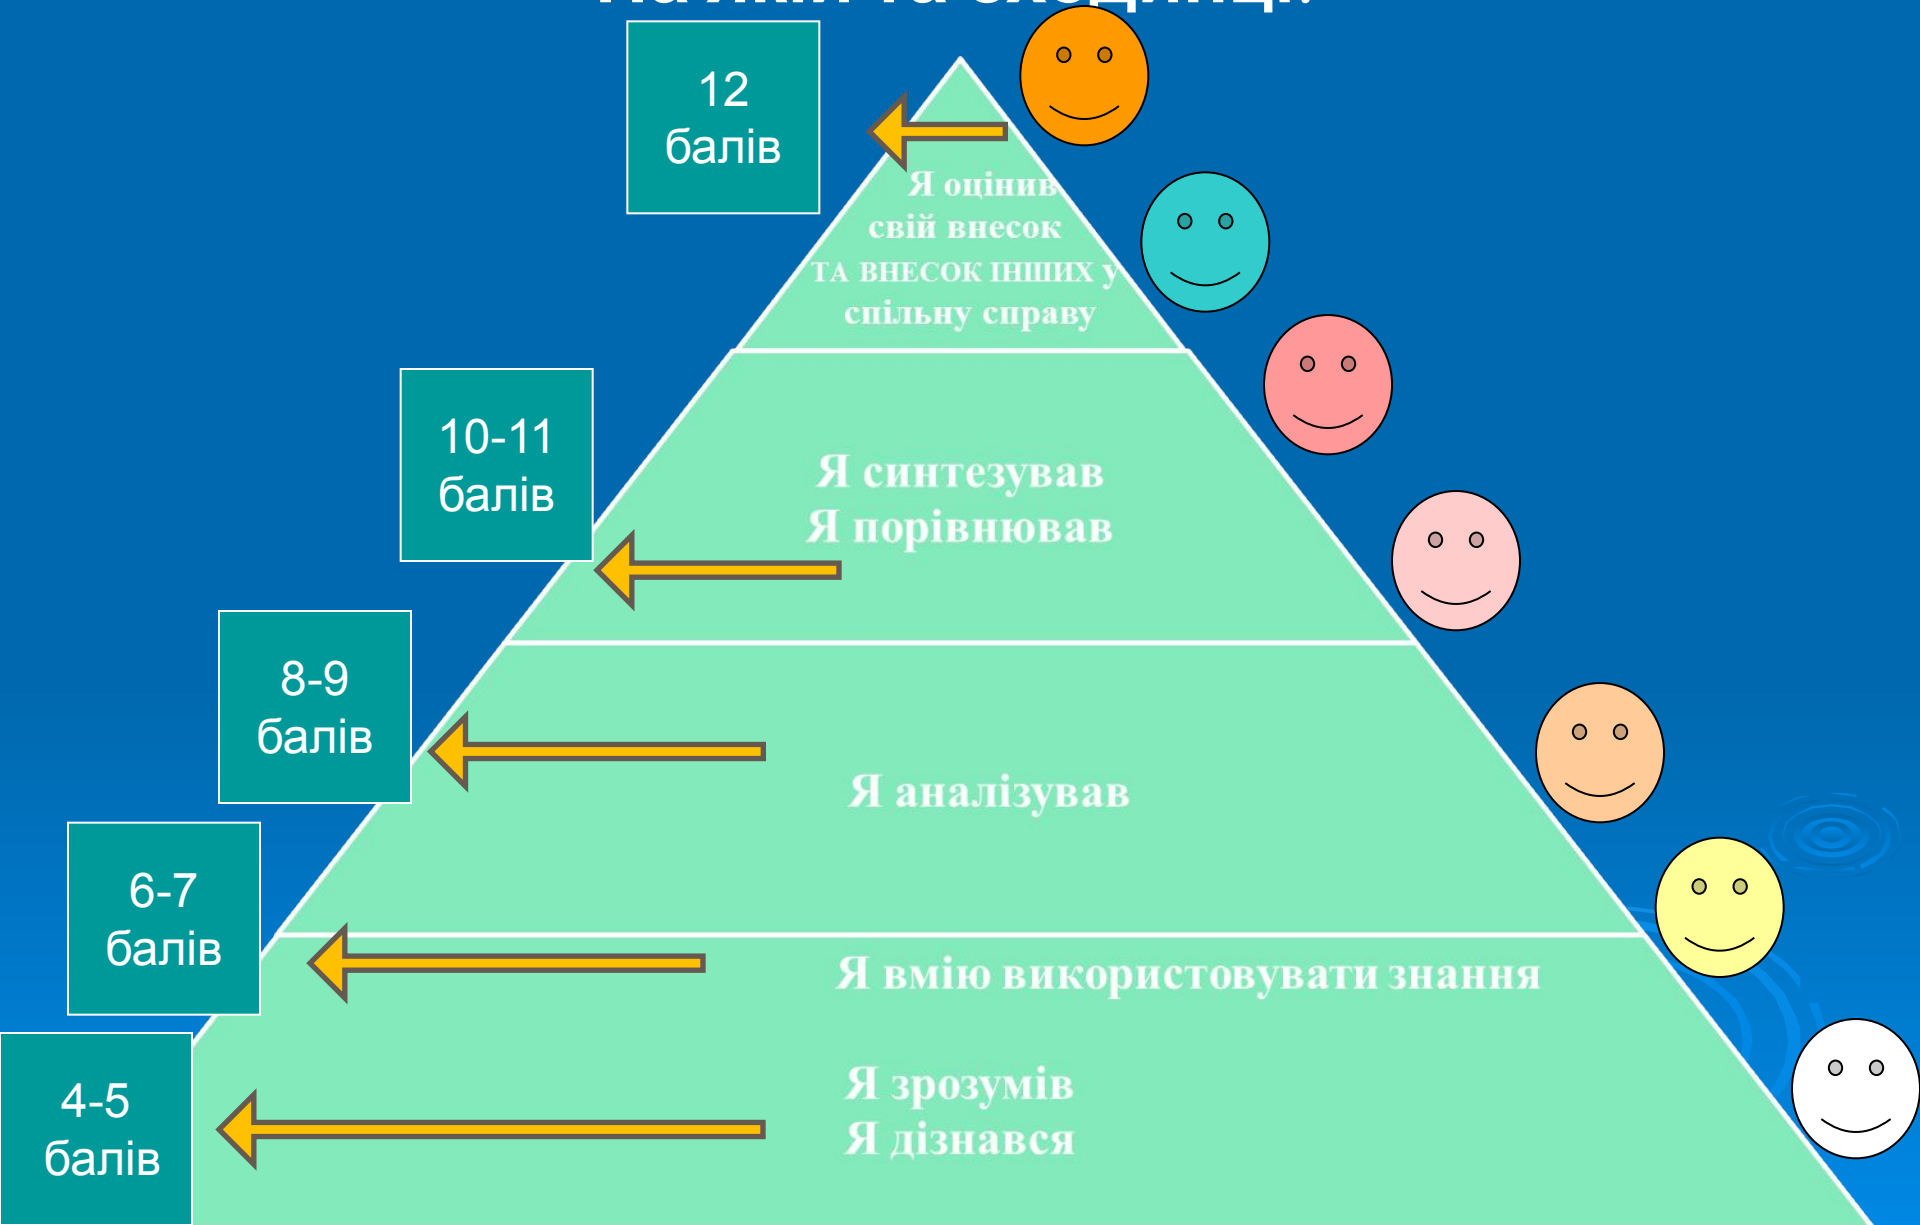 12
балів
Я оцінив
свій внесок
ТА ВНЕСОК ІНШИХ у
спільну справу
10-11
балів
Я синтезував
Я порівнював
8-9
балів
Я аналізував
6-7
балів
Я вмію використовувати знання
4-5
балів
Я зрозумів
Я дізнався